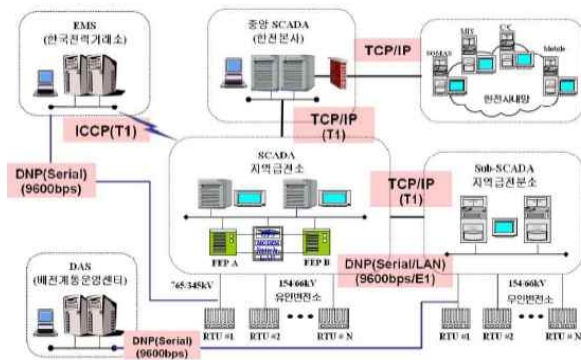 EMS
(한국전력거래소)
중앙 SCADA
(한전본사)
TCP/IP
MIS
Mobile
한전사내망
ICCP(T1)
TCP/IP
(T1)
DNP(Serial)
(9600bps)
SCADA
지역급전소
TCP/IP
(T1)
Sub-SCADA
지역급전분소
FEP A
FEP B
DNP(Serial/LAN)
(9600bps/E1)
DAS
(배전계통운영센터)
765/345kV
154/66kV
유인변전소
154/66kV
무인변전소
RTU #1
RTU #2
RTU # N
RTU #1
RTU #2
RTU # N
DNP(Serial)
(9600bps)